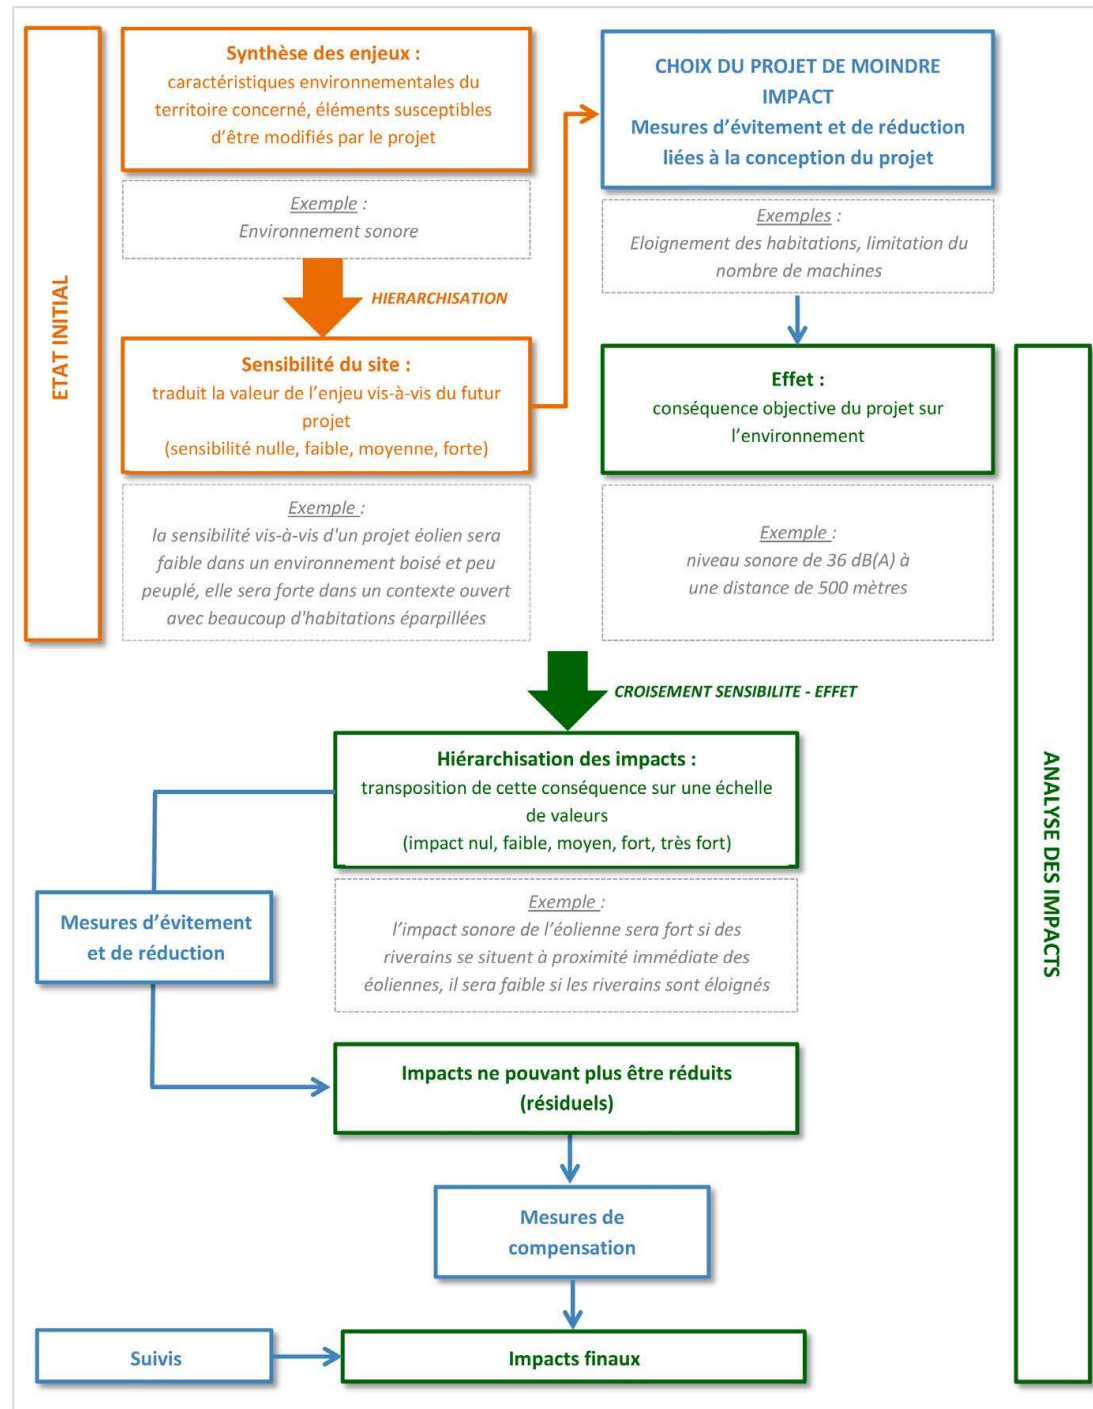 ETAT INITIAL
Synthèse des enjeux :
caractéristiques environnementales du
territoire concerné, éléments susceptibles
d'être modifiés par le projet
Exemple :
Environnement sonore
HIERARCHISATION
Sensibilité du site :
traduit la valeur de l'enjeu vis-à-vis du futur
projet
(sensibilité nulle, faible, moyenne, forte)
Exemple :
la sensibilité vis-à-vis d'un projet éolien sera
faible dans un environnement boisé et peu
peuplé, elle sera forte dans un contexte ouvert
avec beaucoup d'habitations éparpillées
CHOIX DU PROJET DE MOINDRE
IMPACT
Mesures d'évitement et de réduction
liées à la conception du projet
Exemples :
Eloignement des habitations, limitation du
nombre de machines
Effet :
conséquence objective du projet sur
l'environnement
Exemple :
niveau sonore de 36 dB(A) à
une distance de 500 mètres
CROISEMENT SENSIBILITE - EFFET
ANALYSE DES IMPACTS
Hiérarchisation des impacts :
transposition de cette conséquence sur une échelle
de valeurs
(impact nul, faible, moyen, fort, très fort)
Exemple :
l'impact sonore de l'éolienne sera fort si des
riverains se situent à proximité immédiate des
éoliennes, il sera faible si les riverains sont éloignés
Mesures d'évitement
et de réduction
Impacts ne pouvant plus être réduits
(résiduels)
Mesures de
compensation
Suivis
Impacts finaux